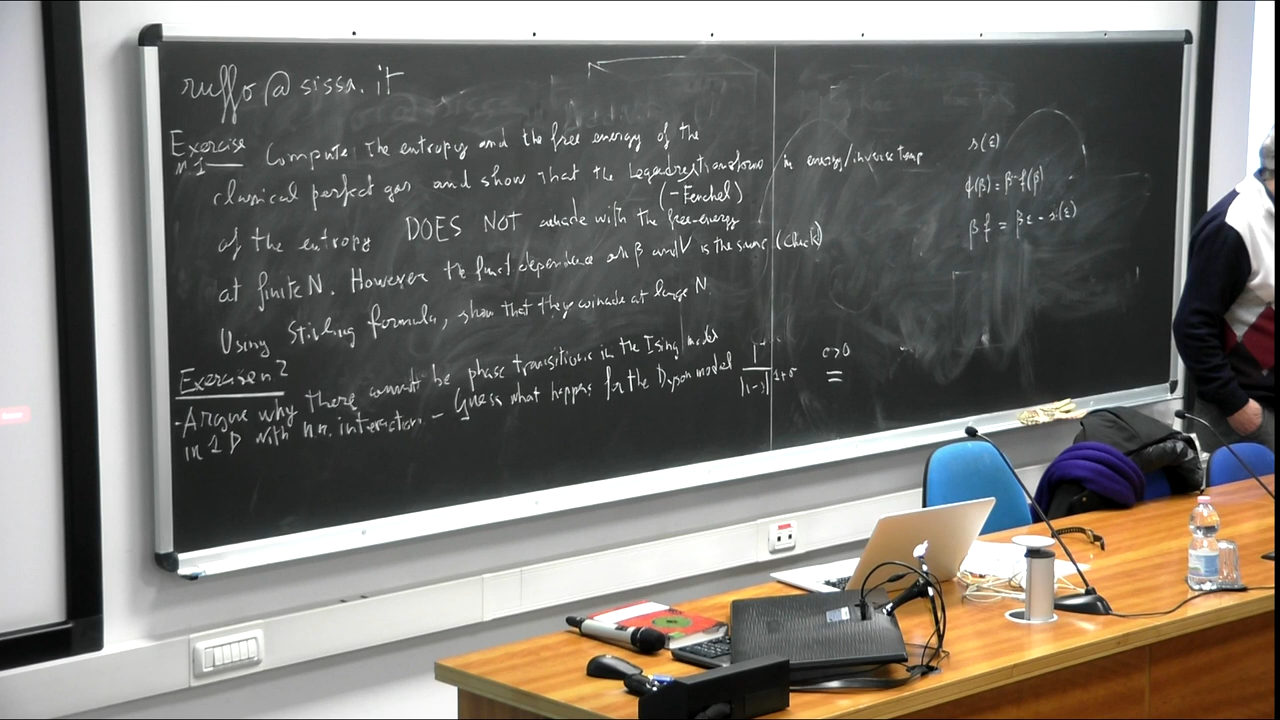 ruffo@sissa.it
Exercise n.1 Compute the entropy and the free energy of the
classical perfect gas and show that the Legendre transform in energy/inverse temp
(-Fenchel)
of the entropy DOES NOT coincide with the free-energy
at finite N. However the funct dependence on β and V is the same (check)
Using Stirling formula, show that they coincide at large N.
Exercise n.2
- Argue why there cannot be phase transitions in the Ising model
in 1D with n.n. interaction - Guess what happens for the Dyson model 1/|i-j|^{1+σ} σ>0
s(ε)
ϕ(β) = β f(β)
β f = β ε - s(ε)